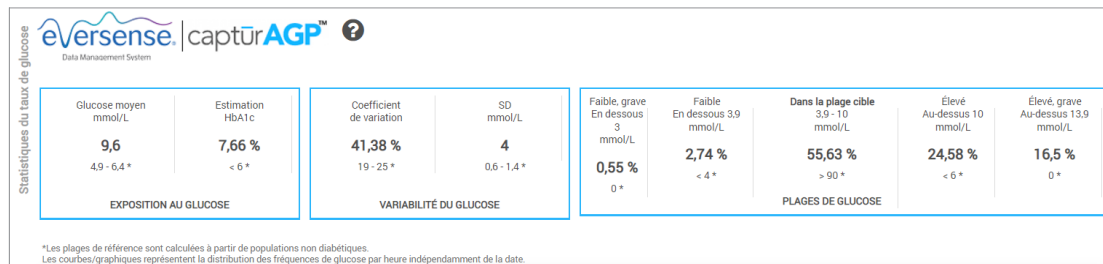 Statistiques du taux de glucose
eversense. | captūrAGP™ ?
Data Management System
Glucose moyen
mmol/L
9,6
4,9 - 6,4 *
Estimation
HbA1c
7,66 %
< 6 *
EXPOSITION AU GLUCOSE
Coefficient
de variation
41,38 %
19 - 25 *
SD
mmol/L
4
0,6 - 1,4 *
VARIABILITÉ DU GLUCOSE
Faible, grave
En dessous
3
mmol/L
0,55 %
0 *
Faible
En dessous 3,9
mmol/L
2,74 %
< 4 *
Dans la plage cible
3,9 - 10
mmol/L
55,63 %
> 90 *
Élevé
Au-dessus 10
mmol/L
24,58 %
< 6 *
Élevé, grave
Au-dessus 13,9
mmol/L
16,5 %
0 *
PLAGES DE GLUCOSE
*Les plages de référence sont calculées à partir de populations non diabétiques.
Les courbes/graphiques représentent la distribution des fréquences de glucose par heure indépendamment de la date.